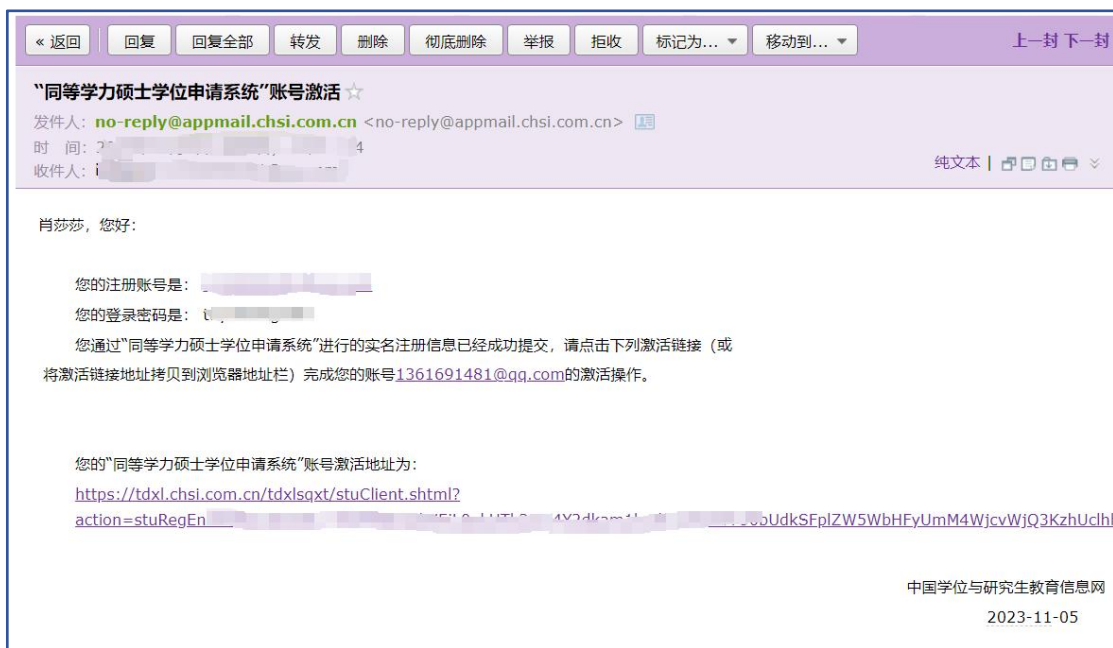 « 返回 回复 回复全部 转发 删除 彻底删除 举报 拒收 标记为... 移动到... 上一封 下一封
“同等学力硕士学位申请系统”账号激活
发件人：no-reply@appmail.chsi.com.cn <no-reply@appmail.chsi.com.cn>
时 间：
收件人：
纯文本 |
肖莎莎，您好：
您的注册账号是：
您的登录密码是：
您通过“同等学力硕士学位申请系统”进行的实名注册信息已经成功提交，请点击下列激活链接（或
将激活链接地址拷贝到浏览器地址栏）完成您的账号1361691481@qq.com的激活操作。
您的“同等学力硕士学位申请系统”账号激活地址为：
https://tdxl.chsi.com.cn/tdxlsqxt/stuClient.shtml?
action=stuRegEn
中国学位与研究生教育信息网
2023-11-05